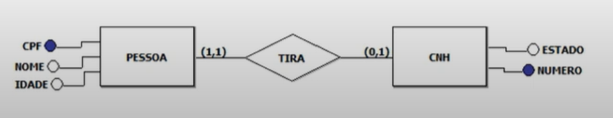 CPF
NOME
IDADE
PESSOA
(1,1)
TIRA
(0,1)
CNH
ESTADO
NUMERO